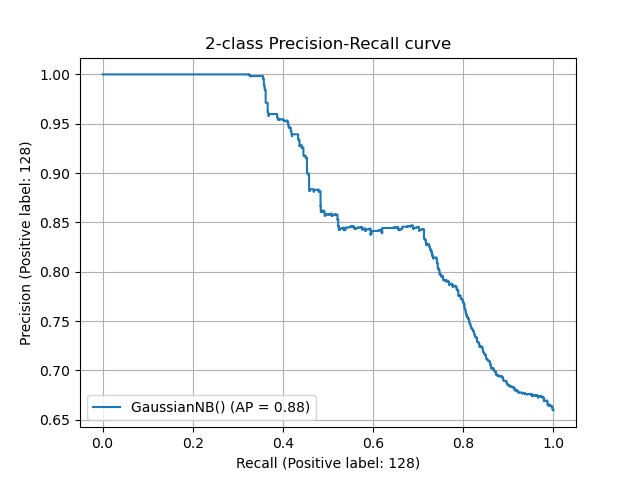 2-class Precision-Recall curve
Precision (Positive label: 128)
1.00
0.95
0.90
0.85
0.80
0.75
0.70
0.65
GaussianNB() (AP = 0.88)
0.0 0.2 0.4 0.6 0.8 1.0
Recall (Positive label: 128)